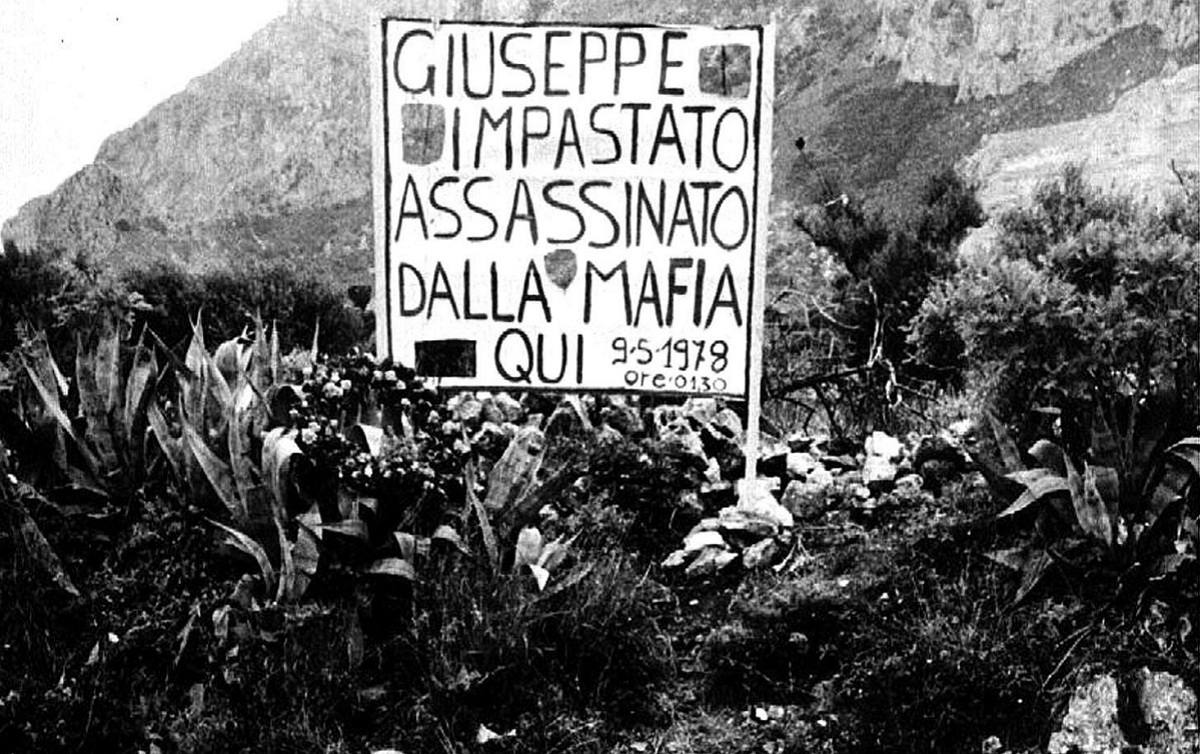 GIUSEPPE
IMPASTATO
ASSASSINATO
DALLA MAFIA
QUI 9·5·1978
ore·0130